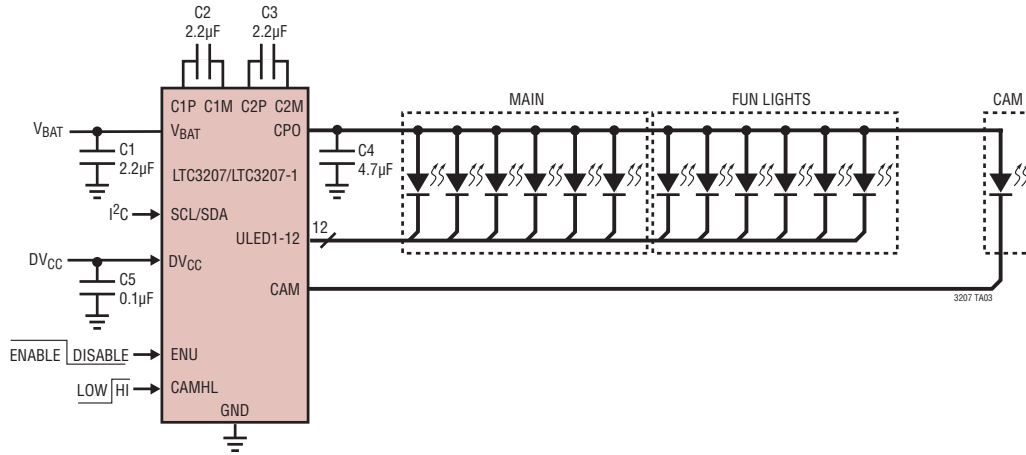 C2
2.2µF
C3
2.2µF
C1P C1M C2P C2M
MAIN
FUN LIGHTS
CAM
VBAT
VBAT
CPO
C1
2.2µF
C4
4.7µF
LTC3207/LTC3207-1
I²C
SCL/SDA
12
ULED1-12
DVCC
DVCC
C5
0.1µF
CAM
3207 TA03
ENABLE DISABLE
ENU
LOW HI
CAMHL
GND